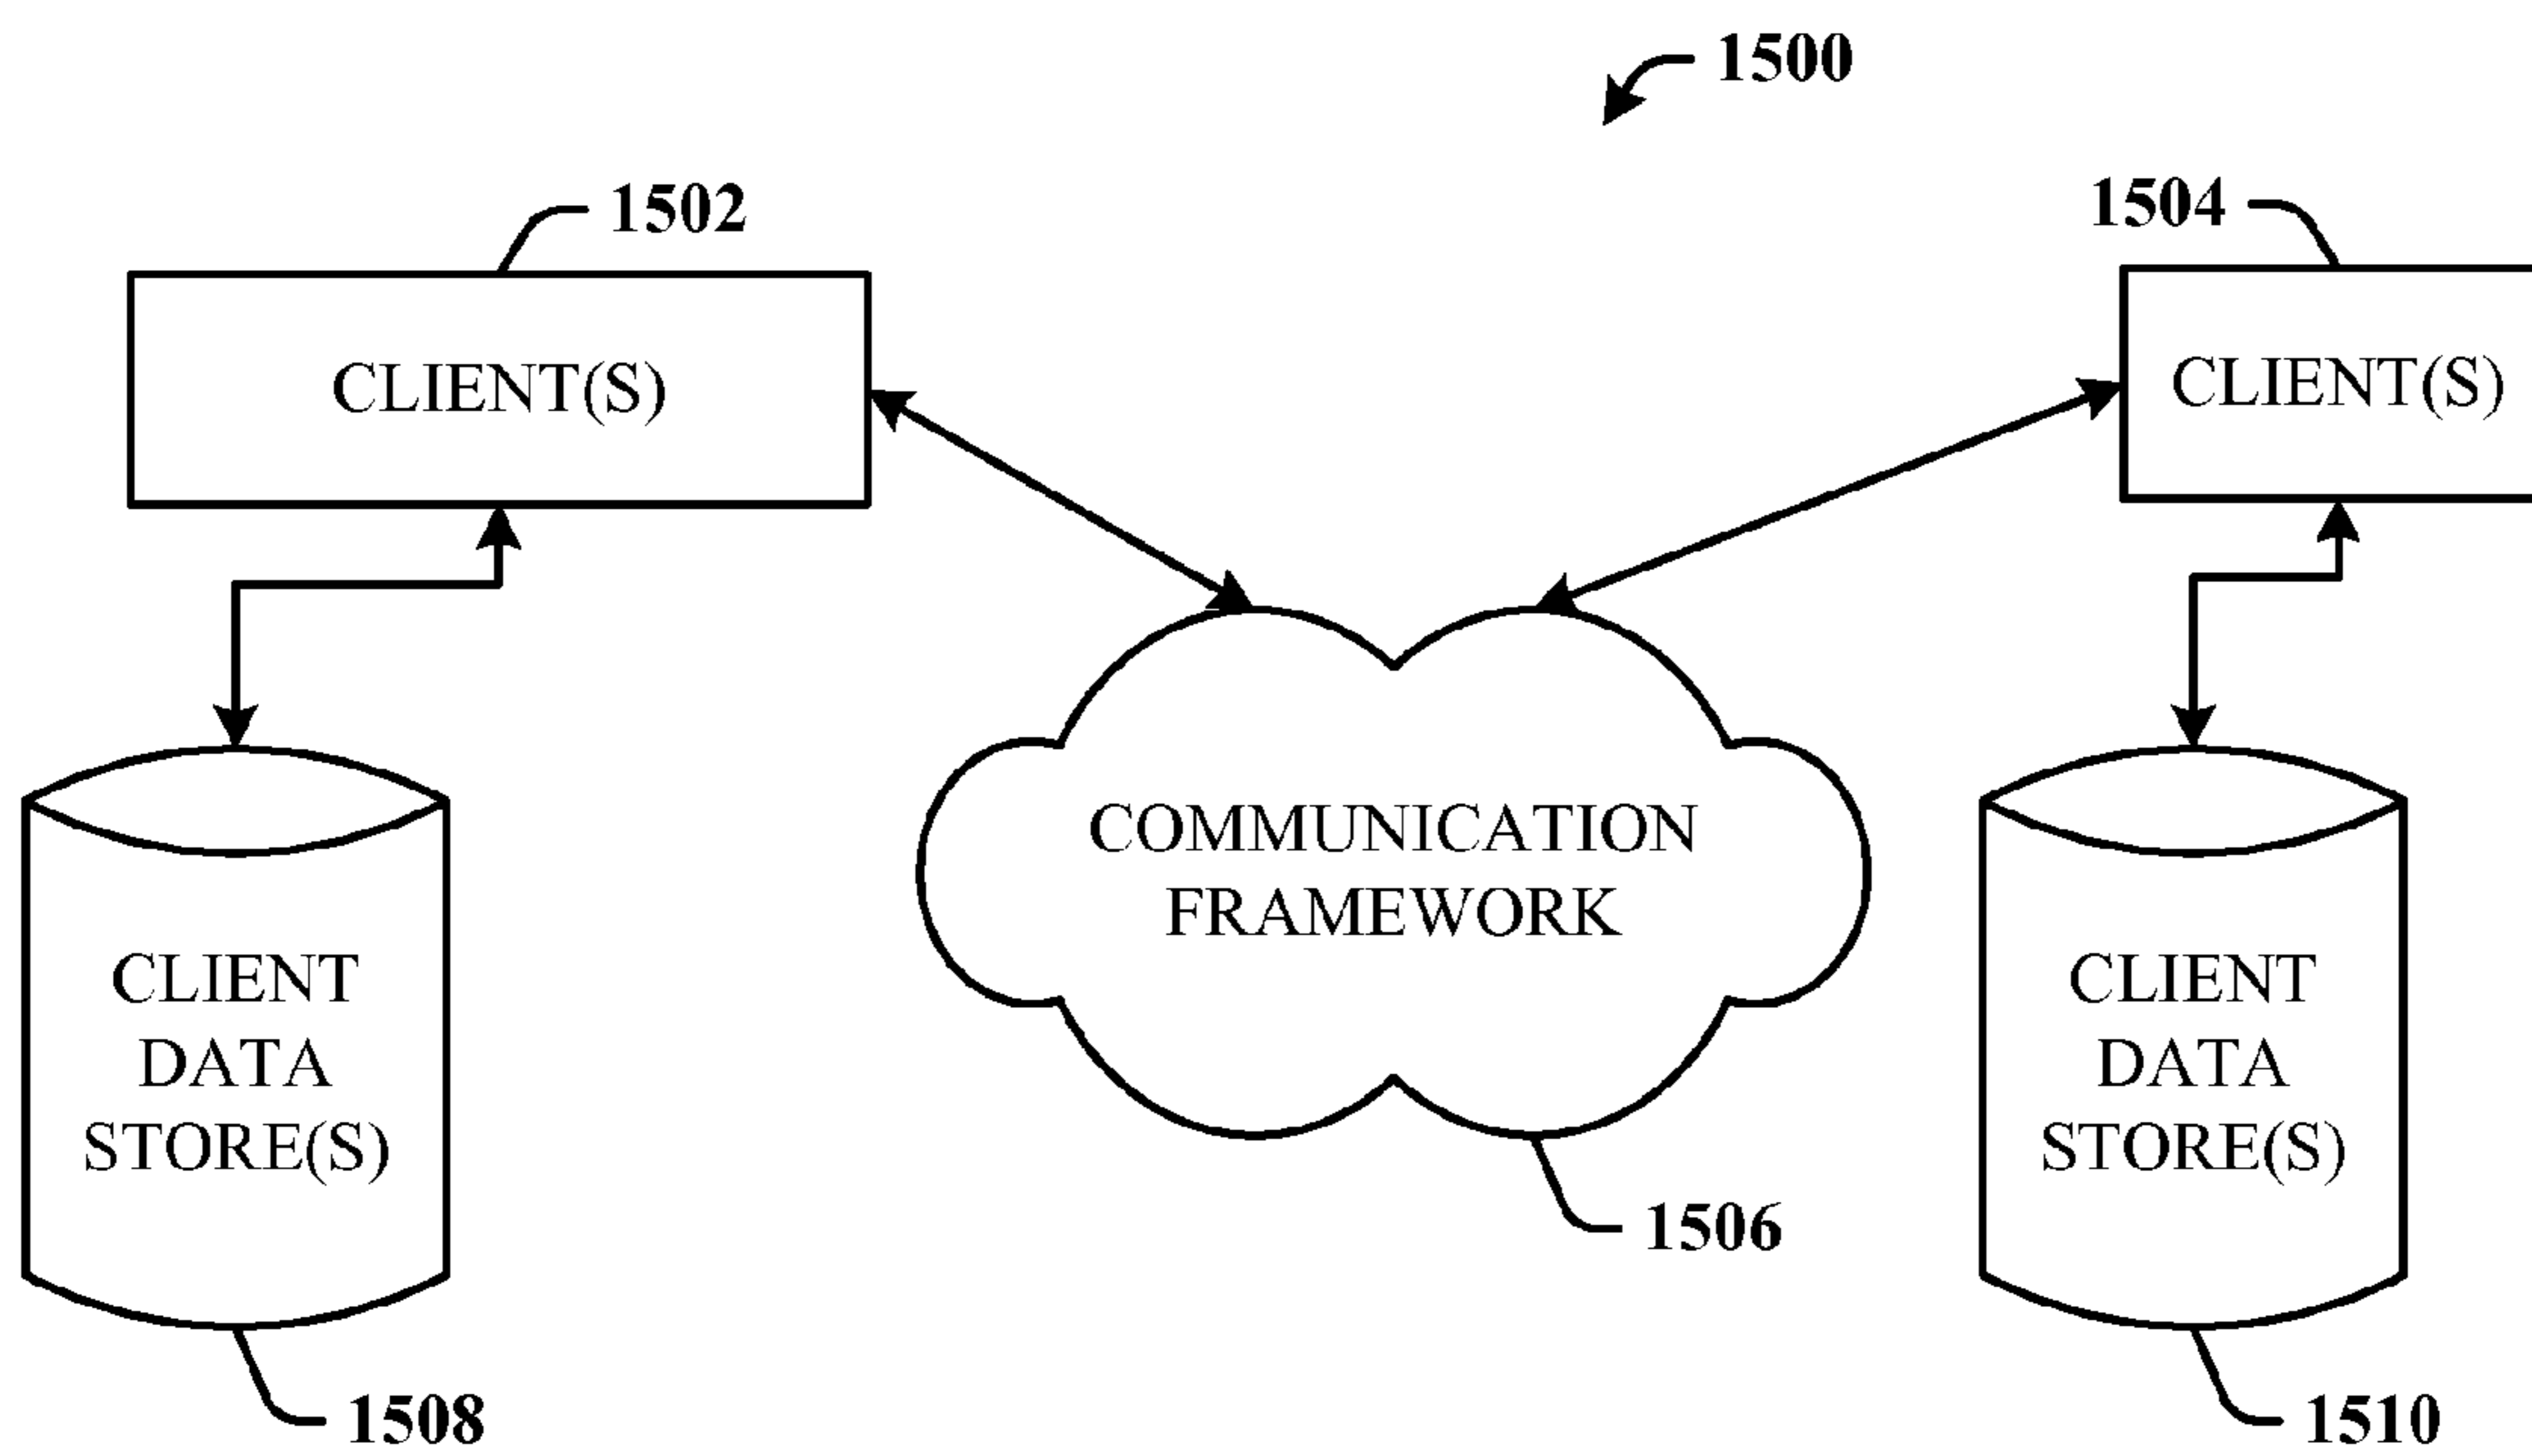 1500
1502
1504
CLIENT(S)
CLIENT(S)
COMMUNICATION
FRAMEWORK
CLIENT
DATA
STORE(S)
CLIENT
DATA
STORE(S)
1506
1508
1510